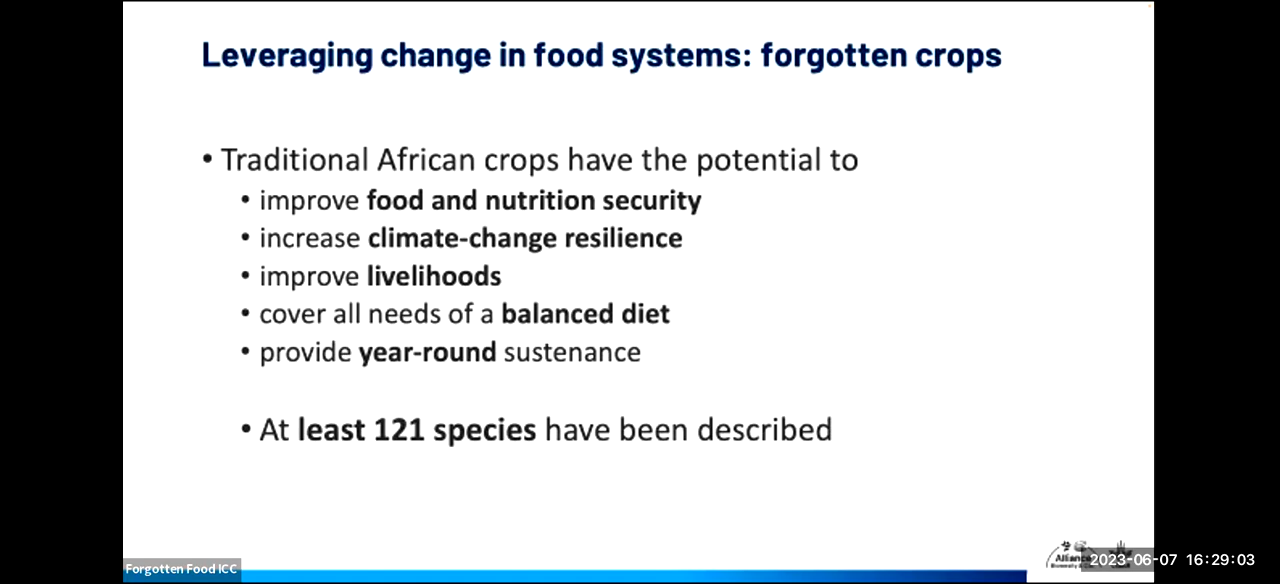 Leveraging change in food systems: forgotten crops
• Traditional African crops have the potential to
• improve food and nutrition security
• increase climate-change resilience
• improve livelihoods
• cover all needs of a balanced diet
• provide year-round sustenance
• At least 121 species have been described
Alliance
2023-06-07 16:29:03
Forgotten Food ICC